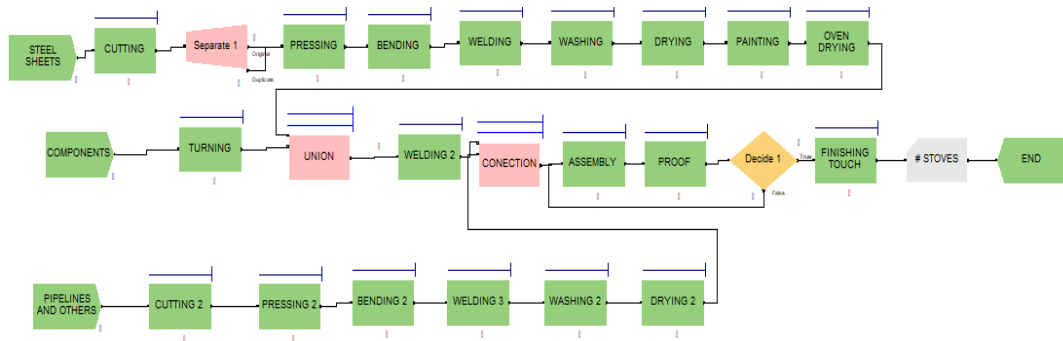 STEEL
SHEETS
CUTTING
Separate 1
Original
Duplicate
PRESSING
BENDING
WELDING
WASHING
DRYING
PAINTING
OVEN
DRYING
COMPONENTS
TURNING
UNION
WELDING 2
CONECTION
ASSEMBLY
PROOF
Decide 1
True
False
FINISHING
TOUCH
# STOVES
END
PIPELINES
AND OTHERS
CUTTING 2
PRESSING 2
BENDING 2
WELDING 3
WASHING 2
DRYING 2